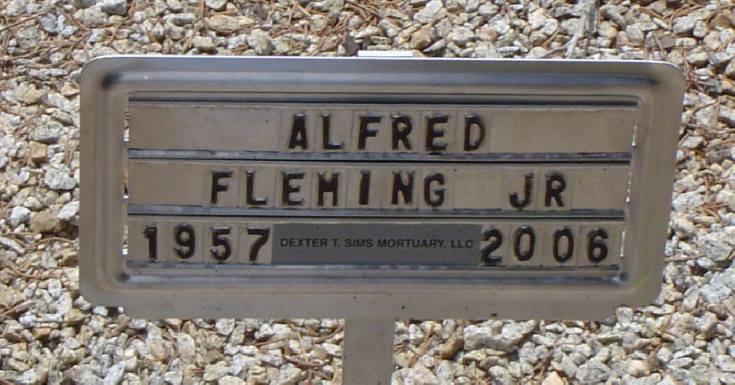 ALFRED
FLEMING JR
1957 DEXTER T. SIMS MORTUARY, LLC 2006